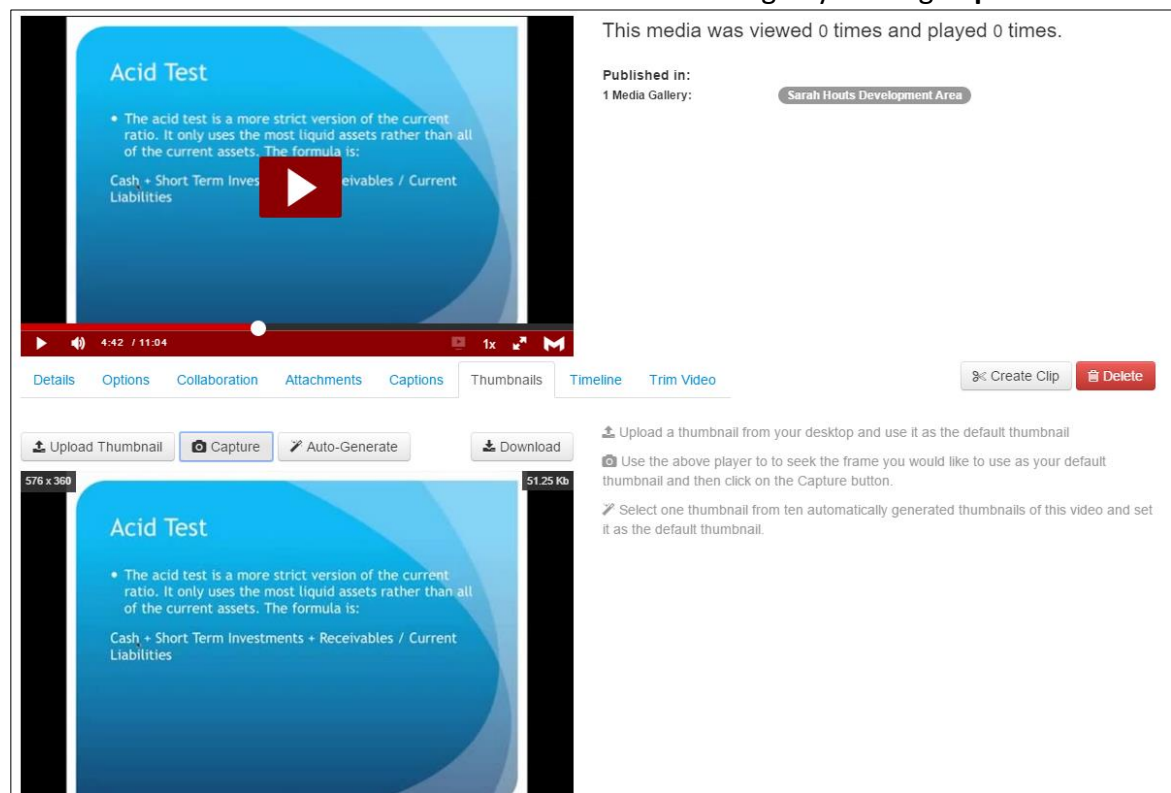 This media was viewed 0 times and played 0 times.
Published in:
1 Media Gallery: Sarah Houts Development Area
Acid Test
• The acid test is a more strict version of the current
ratio. It only uses the most liquid assets rather than all
of the current assets. The formula is:
Cash + Short Term Inves eivables / Current
Liabilities
4:42 / 11:04 1x
Details Options Collaboration Attachments Captions Thumbnails Timeline Trim Video
Create Clip Delete
Upload Thumbnail Capture Auto-Generate Download
Upload a thumbnail from your desktop and use it as the default thumbnail
Use the above player to to seek the frame you would like to use as your default
thumbnail and then click on the Capture button.
Select one thumbnail from ten automatically generated thumbnails of this video and set
it as the default thumbnail.
576 x 360 51.25 Kb
Acid Test
• The acid test is a more strict version of the current
ratio. It only uses the most liquid assets rather than all
of the current assets. The formula is:
Cash + Short Term Investments + Receivables / Current
Liabilities